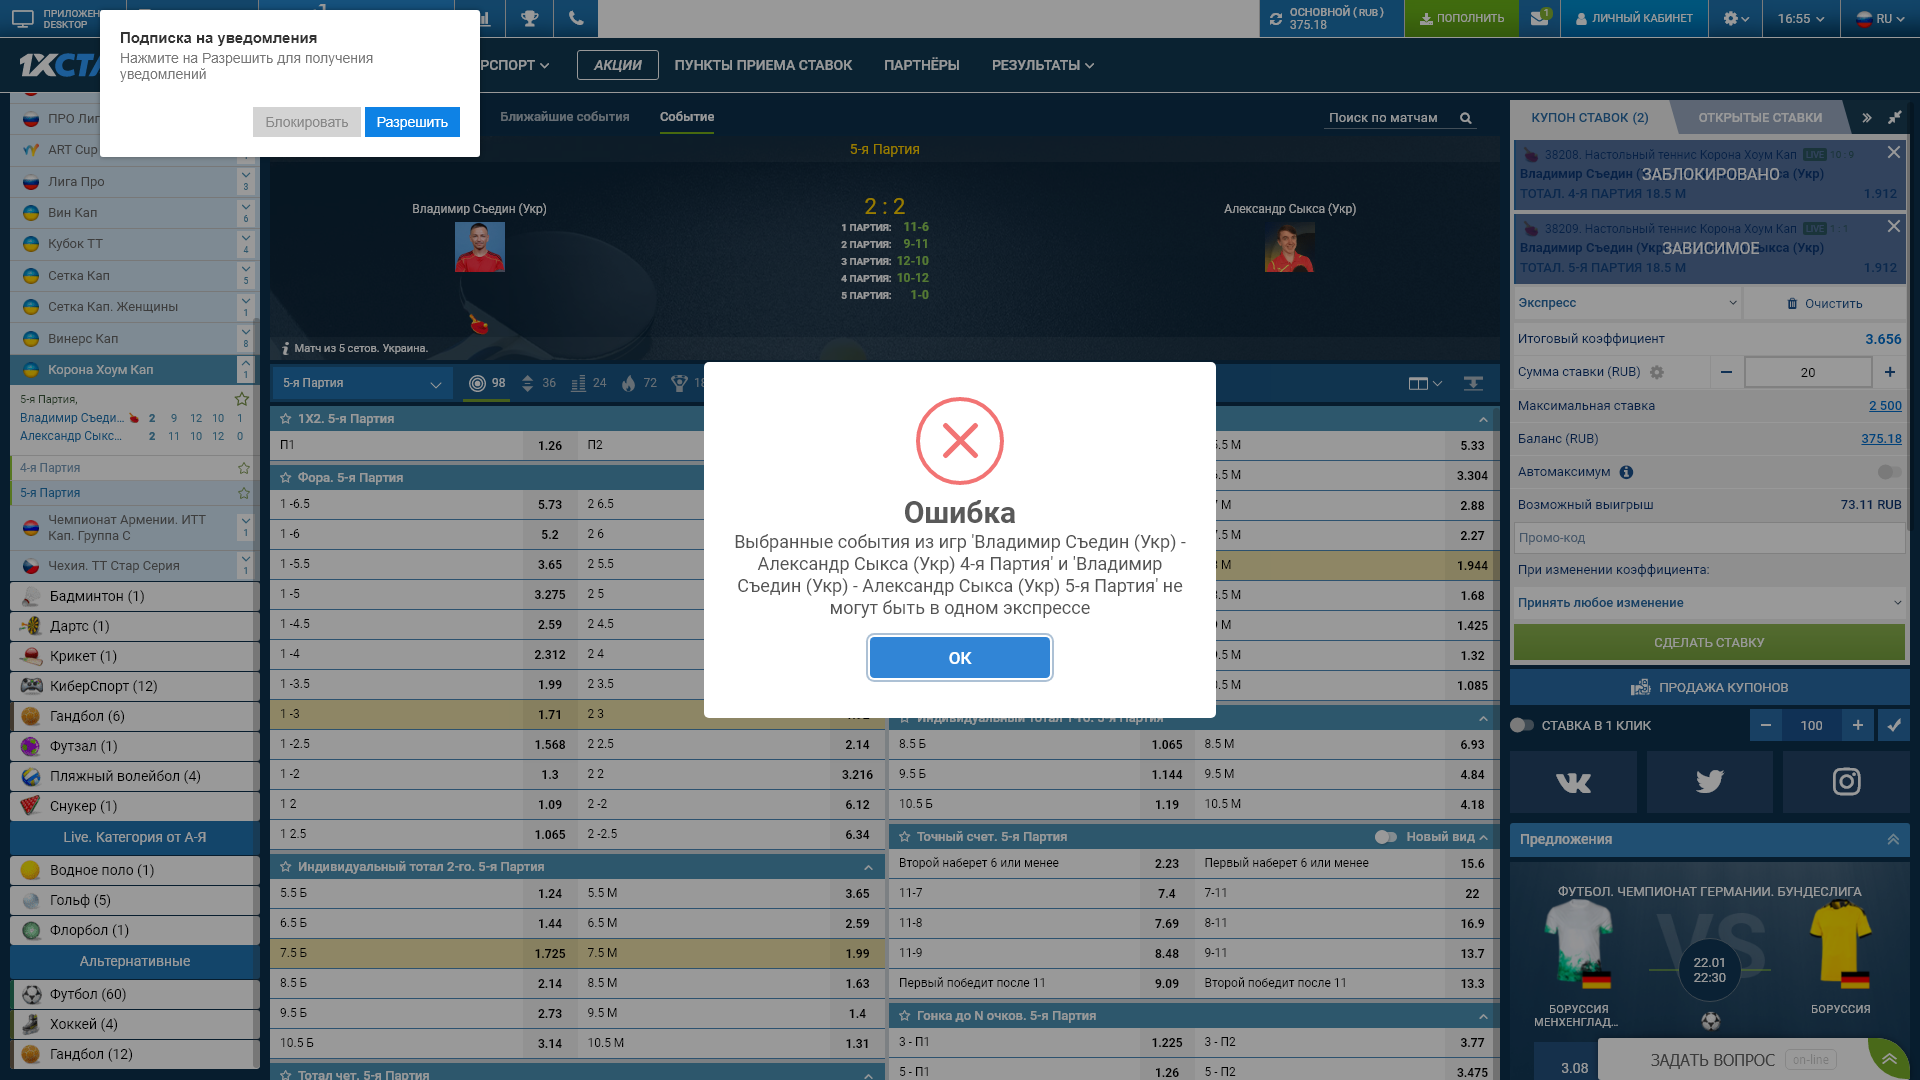 ПРИЛОЖЕН
DESKTOP
ОСНОВНОЙ ( RUB )
375.18
ПОПОЛНИТЬ
1
ЛИЧНЫЙ КАБИНЕТ
16:55
RU
Подписка на уведомления
Нажмите на Разрешить для получения
уведомлений
Блокировать
Разрешить
1XСТА
РСПОРТ
АКЦИИ
ПУНКТЫ ПРИЕМА СТАВОК
ПАРТНЁРЫ
РЕЗУЛЬТАТЫ
ПРО Лиг
ART Cup
Лига Про
3
Вин Кап
6
Кубок ТТ
4
Сетка Кап
5
Сетка Кап. Женщины
1
Винерс Кап
8
Корона Хоум Кап
1
5-я Партия,
Владимир Съеди... 2 9 12 10 1
Александр Сыкс... 2 11 10 12 0
4-я Партия
5-я Партия
Чемпионат Армении. ИТТ
Кап. Группа С
1
Чехия. ТТ Стар Серия
1
Бадминтон (1)
Дартс (1)
Крикет (1)
КиберСпорт (12)
Гандбол (6)
Футзал (1)
Пляжный волейбол (4)
Снукер (1)
Live. Категория от А-Я
Водное поло (1)
Гольф (5)
Флорбол (1)
Альтернативные
Футбол (60)
Хоккей (4)
Гандбол (12)
Ближайшие события
Событие
Поиск по матчам
5-я Партия
Владимир Съедин (Укр)
2 : 2
Александр Сыкса (Укр)
1 ПАРТИЯ: 11-6
2 ПАРТИЯ: 9-11
3 ПАРТИЯ: 12-10
4 ПАРТИЯ: 10-12
5 ПАРТИЯ: 1-0
Матч из 5 сетов. Украина.
5-я Партия
98
36
24
72
18
1X2. 5-я Партия
П1 1.26 П2
Фора. 5-я Партия
1 -6.5 5.73 2 6.5
1 -6 5.2 2 6
1 -5.5 3.65 2 5.5
1 -5 3.275 2 5
1 -4.5 2.59 2 4.5
1 -4 2.312 2 4
1 -3.5 1.99 2 3.5
1 -3 1.71 2 3
1 -2.5 1.568 2 2.5 2.14
1 -2 1.3 2 2 3.216
1 2 1.09 2 -2 6.12
1 2.5 1.065 2 -2.5 6.34
Индивидуальный тотал 2-го. 5-я Партия
5.5 Б 1.24 5.5 М 3.65
6.5 Б 1.44 6.5 М 2.59
7.5 Б 1.725 7.5 М 1.99
8.5 Б 2.14 8.5 М 1.63
9.5 Б 2.73 9.5 М 1.4
10.5 Б 3.14 10.5 М 1.31
Тотал чет. 5-я Партия
5.5 М 5.33
6.5 М 3.304
7 М 2.88
7.5 М 2.27
8 М 1.944
8.5 М 1.68
9 М 1.425
9.5 М 1.32
0.5 М 1.085
Индивидуальный тотал 1-го. 5-я Партия
8.5 Б 1.065 8.5 М 6.93
9.5 Б 1.144 9.5 М 4.84
10.5 Б 1.19 10.5 М 4.18
Точный счет. 5-я Партия
Новый вид
Второй наберет 6 или менее 2.23 Первый наберет 6 или менее 15.6
11-7 7.4 7-11 22
11-8 7.69 8-11 16.9
11-9 8.48 9-11 13.7
Первый победит после 11 9.09 Второй победит после 11 13.3
Гонка до N очков. 5-я Партия
3 - П1 1.225 3 - П2 3.77
5 - П1 1.26 5 - П2 3.475
Ошибка
Выбранные события из игр 'Владимир Съедин (Укр) -
Александр Сыкса (Укр) 4-я Партия' и 'Владимир
Съедин (Укр) - Александр Сыкса (Укр) 5-я Партия' не
могут быть в одном экспрессе
ОК
КУПОН СТАВОК (2)
ОТКРЫТЫЕ СТАВКИ
38208. Настольный теннис Корона Хоум Кап LIVE 10 : 9
Владимир Съедин (Укр)
ЗАБЛОКИРОВАНО
ТОТАЛ. 4-Я ПАРТИЯ 18.5 М 1.912
38209. Настольный теннис Корона Хоум Кап LIVE 1 : 1
Владимир Съедин (Укр) Сыкса (Укр)
ЗАВИСИМОЕ
ТОТАЛ. 5-Я ПАРТИЯ 18.5 М 1.912
Экспресс
Очистить
Итоговый коэффициент 3.656
Сумма ставки (RUB) 20
Максимальная ставка 2 500
Баланс (RUB) 375.18
Автомаксимум
Возможный выигрыш 73.11 RUB
Промо-код
При изменении коэффициента:
Принять любое изменение
СДЕЛАТЬ СТАВКУ
ПРОДАЖА КУПОНОВ
СТАВКА В 1 КЛИК
100
Предложения
ФУТБОЛ. ЧЕМПИОНАТ ГЕРМАНИИ. БУНДЕСЛИГА
VS
22.01
22:30
БОРУССИЯ
МЕНХЕНГЛАД...
БОРУССИЯ
3.08
ЗАДАТЬ ВОПРОС
on-line